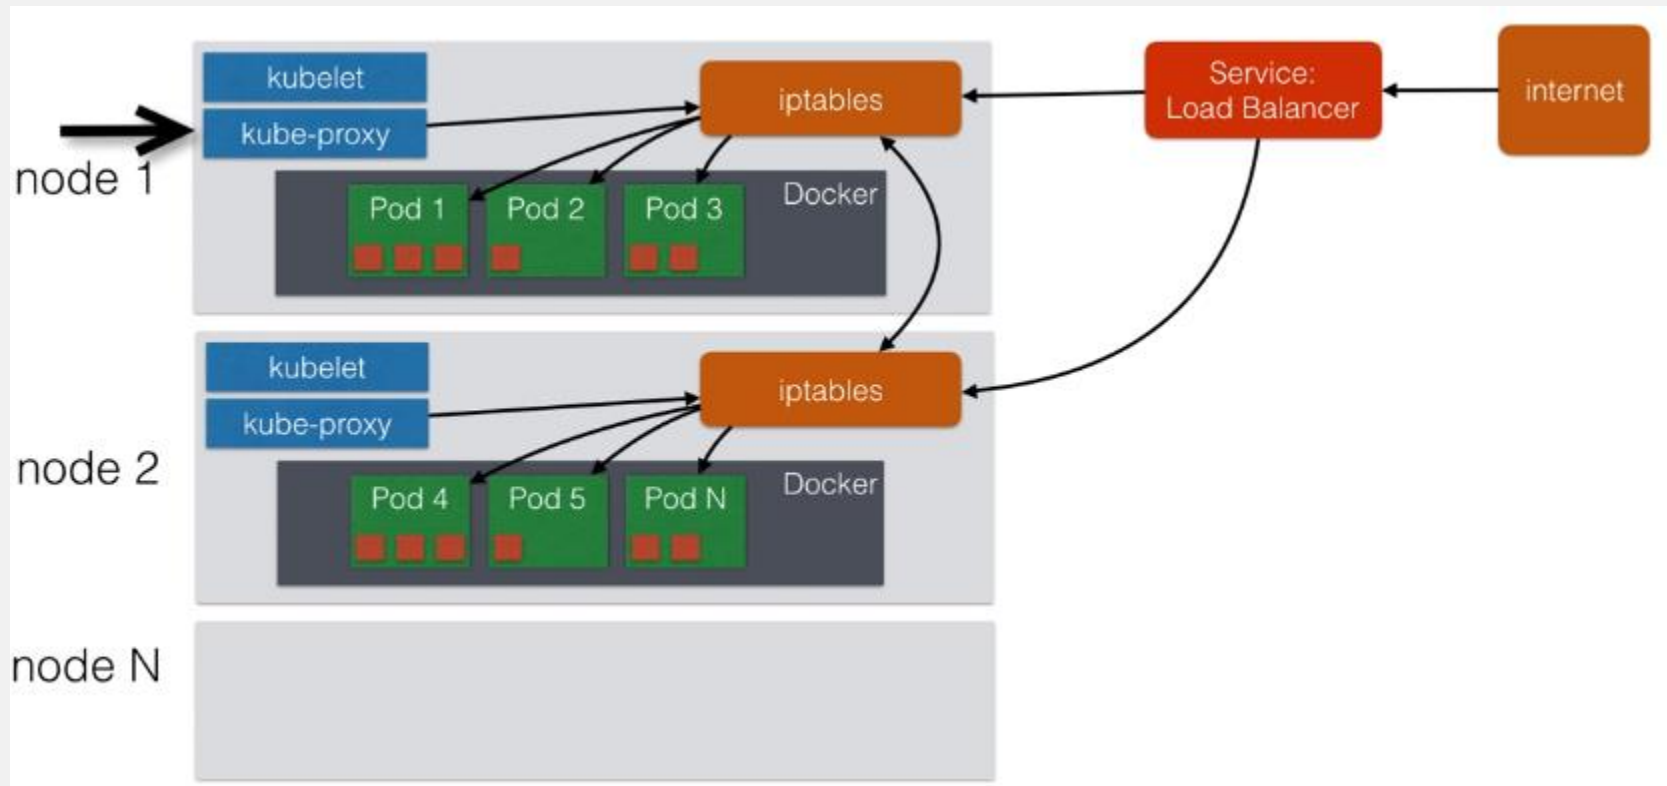 kubelet
kube-proxy
iptables
Service:
Load Balancer
internet
node 1
Docker
Pod 1
Pod 2
Pod 3
kubelet
kube-proxy
iptables
node 2
Docker
Pod 4
Pod 5
Pod N
node N